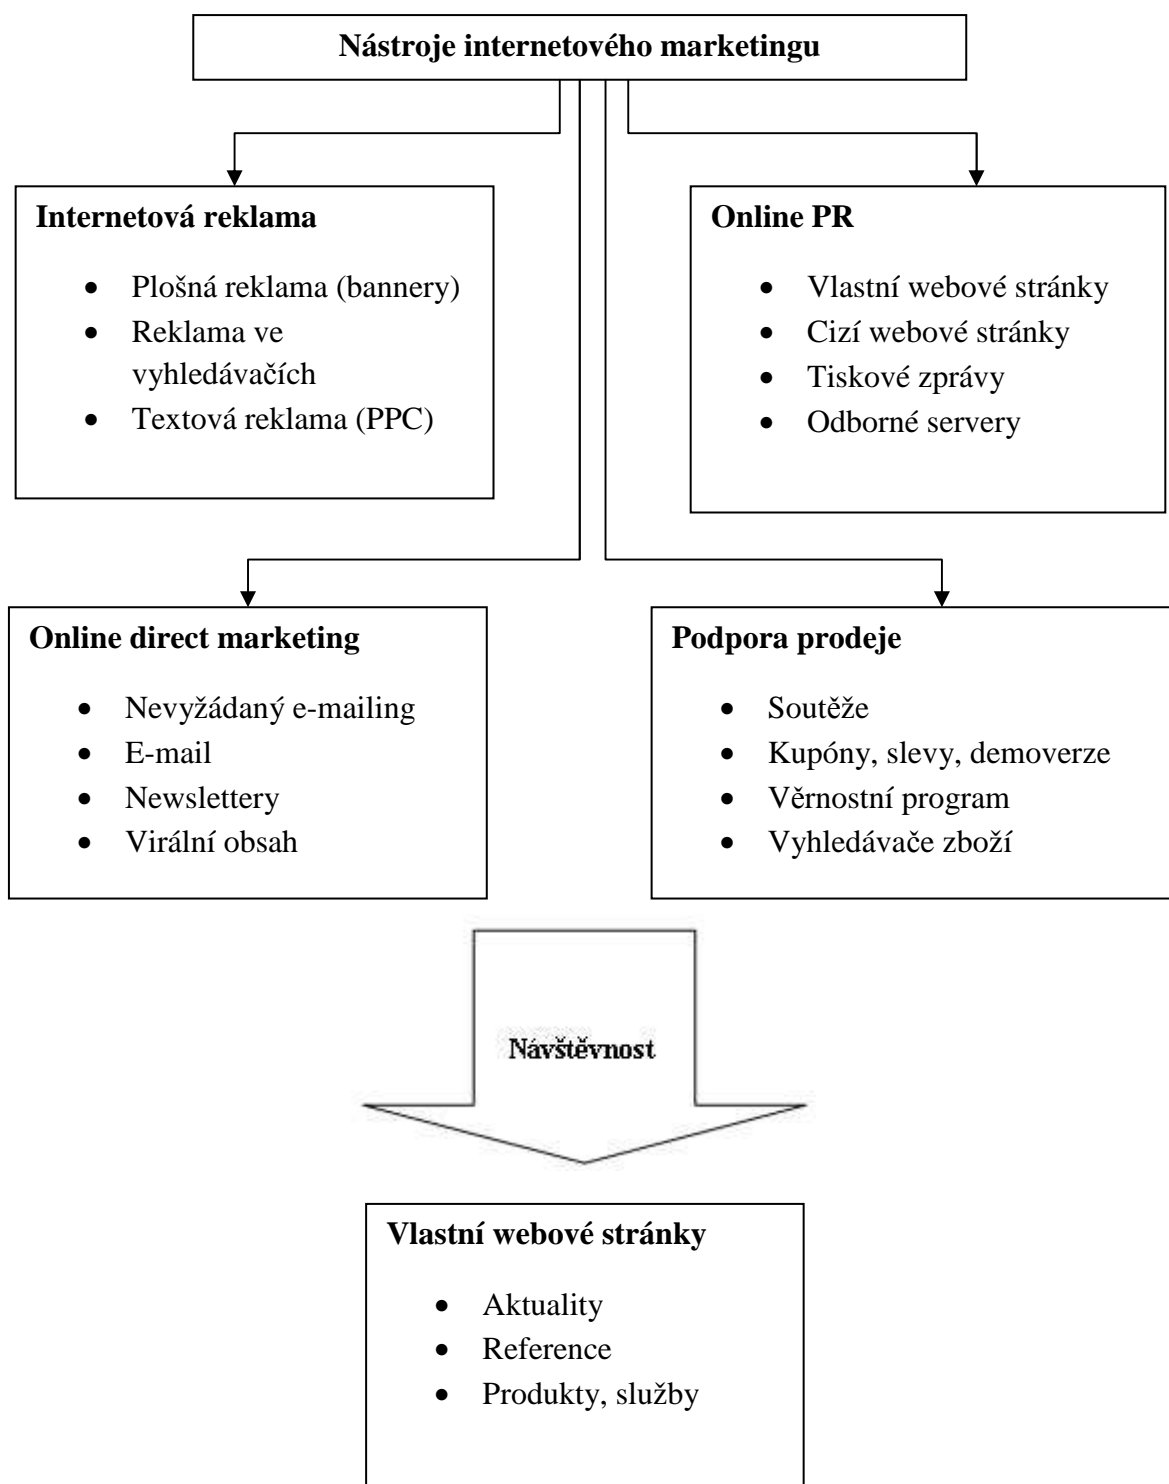 Nástroje internetového marketingu
Internetová reklama
• Plošná reklama (bannery)
• Reklama ve
vyhledávačích
• Textová reklama (PPC)
Online PR
• Vlastní webové stránky
• Cizí webové stránky
• Tiskové zprávy
• Odborné servery
Online direct marketing
• Nevyžádaný e-mailing
• E-mail
• Newslettery
• Virální obsah
Podpora prodeje
• Soutěže
• Kupóny, slevy, demoverze
• Věrnostní program
• Vyhledávače zboží
Návštěvnost
Vlastní webové stránky
• Aktuality
• Reference
• Produkty, služby